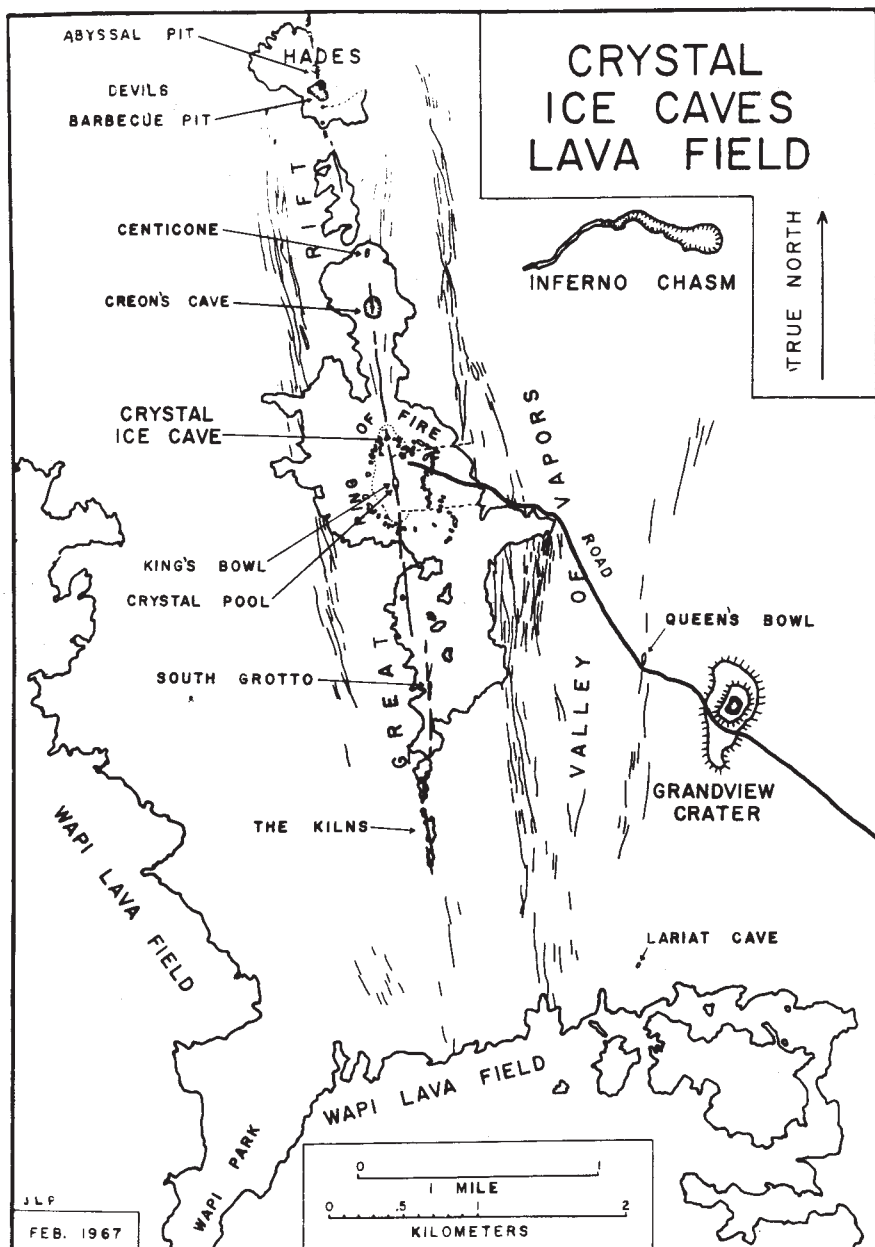 CRYSTAL
ICE CAVES
LAVA FIELD
ABYSSAL PIT
HADES
DEVILS
BARBECUE PIT
RIFT
CENTICONE
CREON'S CAVE
INFERNO CHASM
TRUE NORTH
CRYSTAL
ICE CAVE
OF FIRE
VALLEY OF VAPORS
ROAD
KING'S BOWL
CRYSTAL POOL
QUEEN'S BOWL
SOUTH GROTTO
GREAT
GRANDVIEW
CRATER
THE KILNS
WAPI LAVA
FIELD
LARIAT CAVE
WAPI LAVA FIELD
WAPI PARK
0 1
1 MILE
0 .5 1 2
KILOMETERS
JLP
FEB. 1967